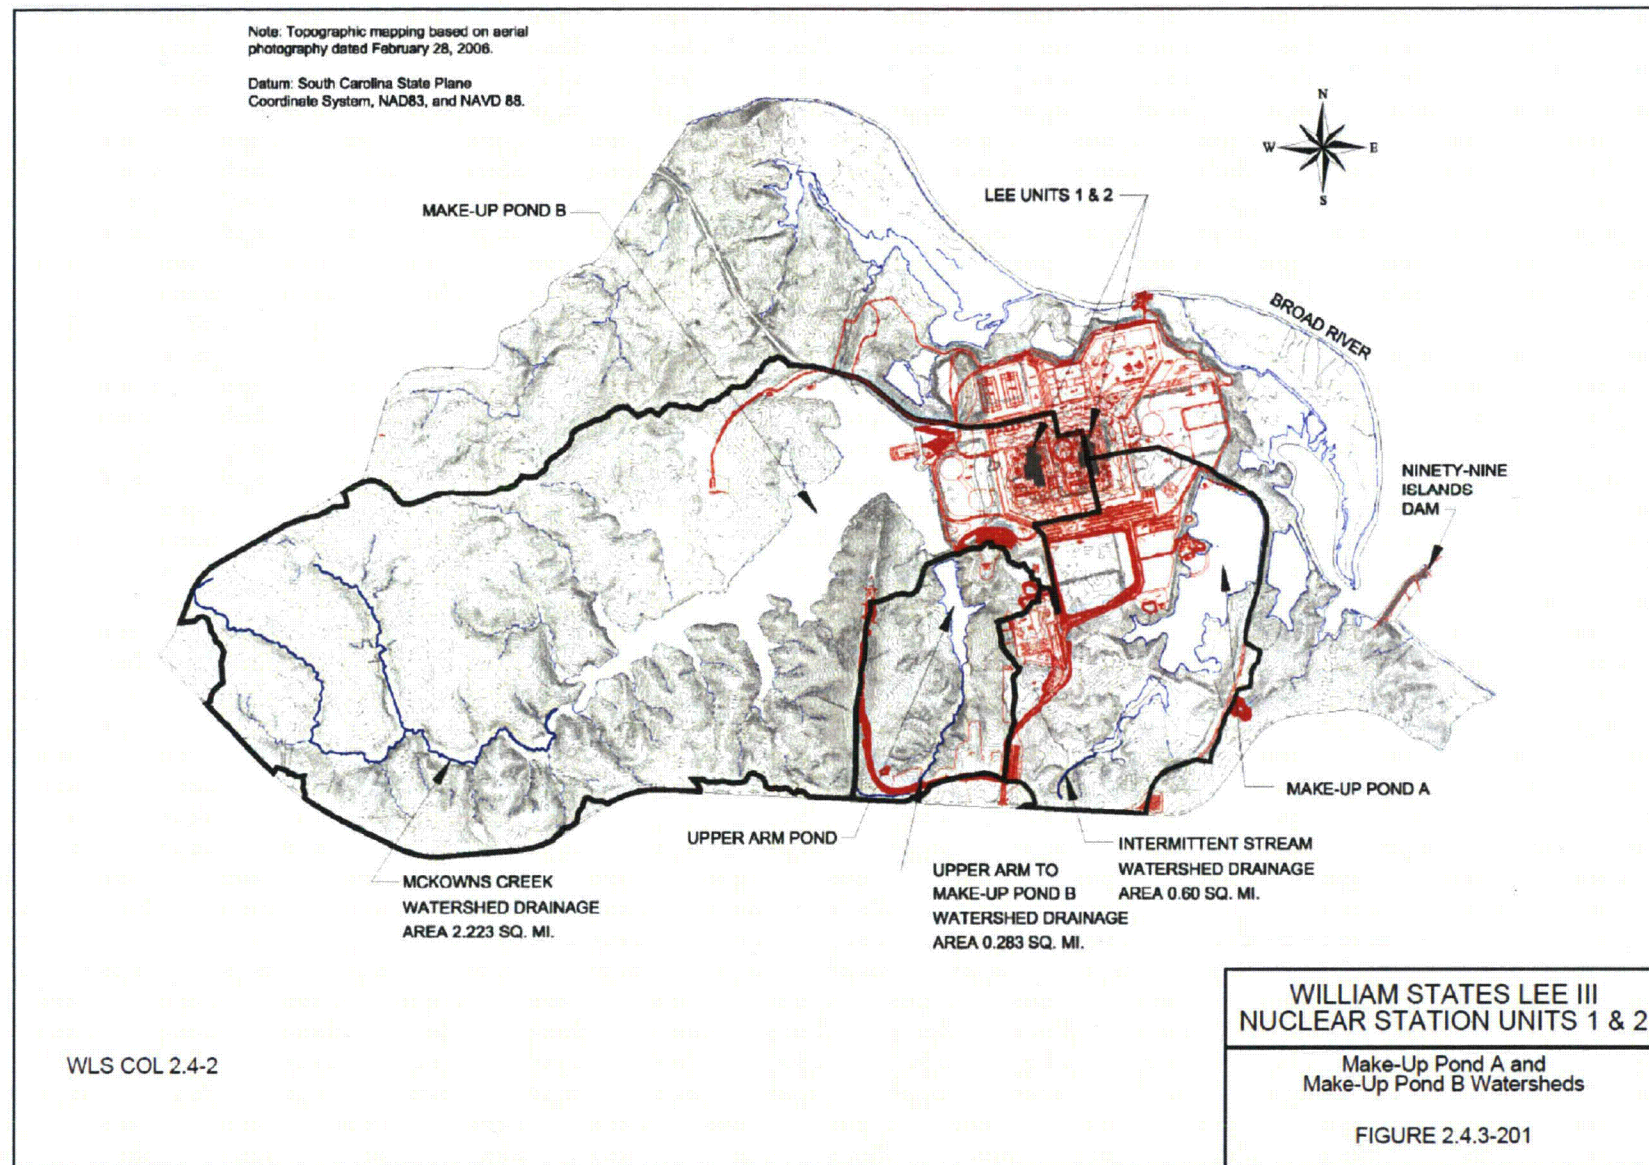 Note: Topographic mapping based on aerial
photography dated February 28, 2006.
Datum: South Carolina State Plane
Coordinate System, NAD83, and NAVD 88.
N
W
E
S
LEE UNITS 1 & 2
MAKE-UP POND B
BROAD RIVER
NINETY-NINE
ISLANDS
DAM
MAKE-UP POND A
UPPER ARM POND
INTERMITTENT STREAM
WATERSHED DRAINAGE
AREA 0.60 SQ. MI.
UPPER ARM TO
MAKE-UP POND B
WATERSHED DRAINAGE
AREA 0.283 SQ. MI.
MCKOWNS CREEK
WATERSHED DRAINAGE
AREA 2.223 SQ. MI.
WLS COL 2.4-2
WILLIAM STATES LEE III
NUCLEAR STATION UNITS 1 & 2
Make-Up Pond A and
Make-Up Pond B Watersheds
FIGURE 2.4.3-201